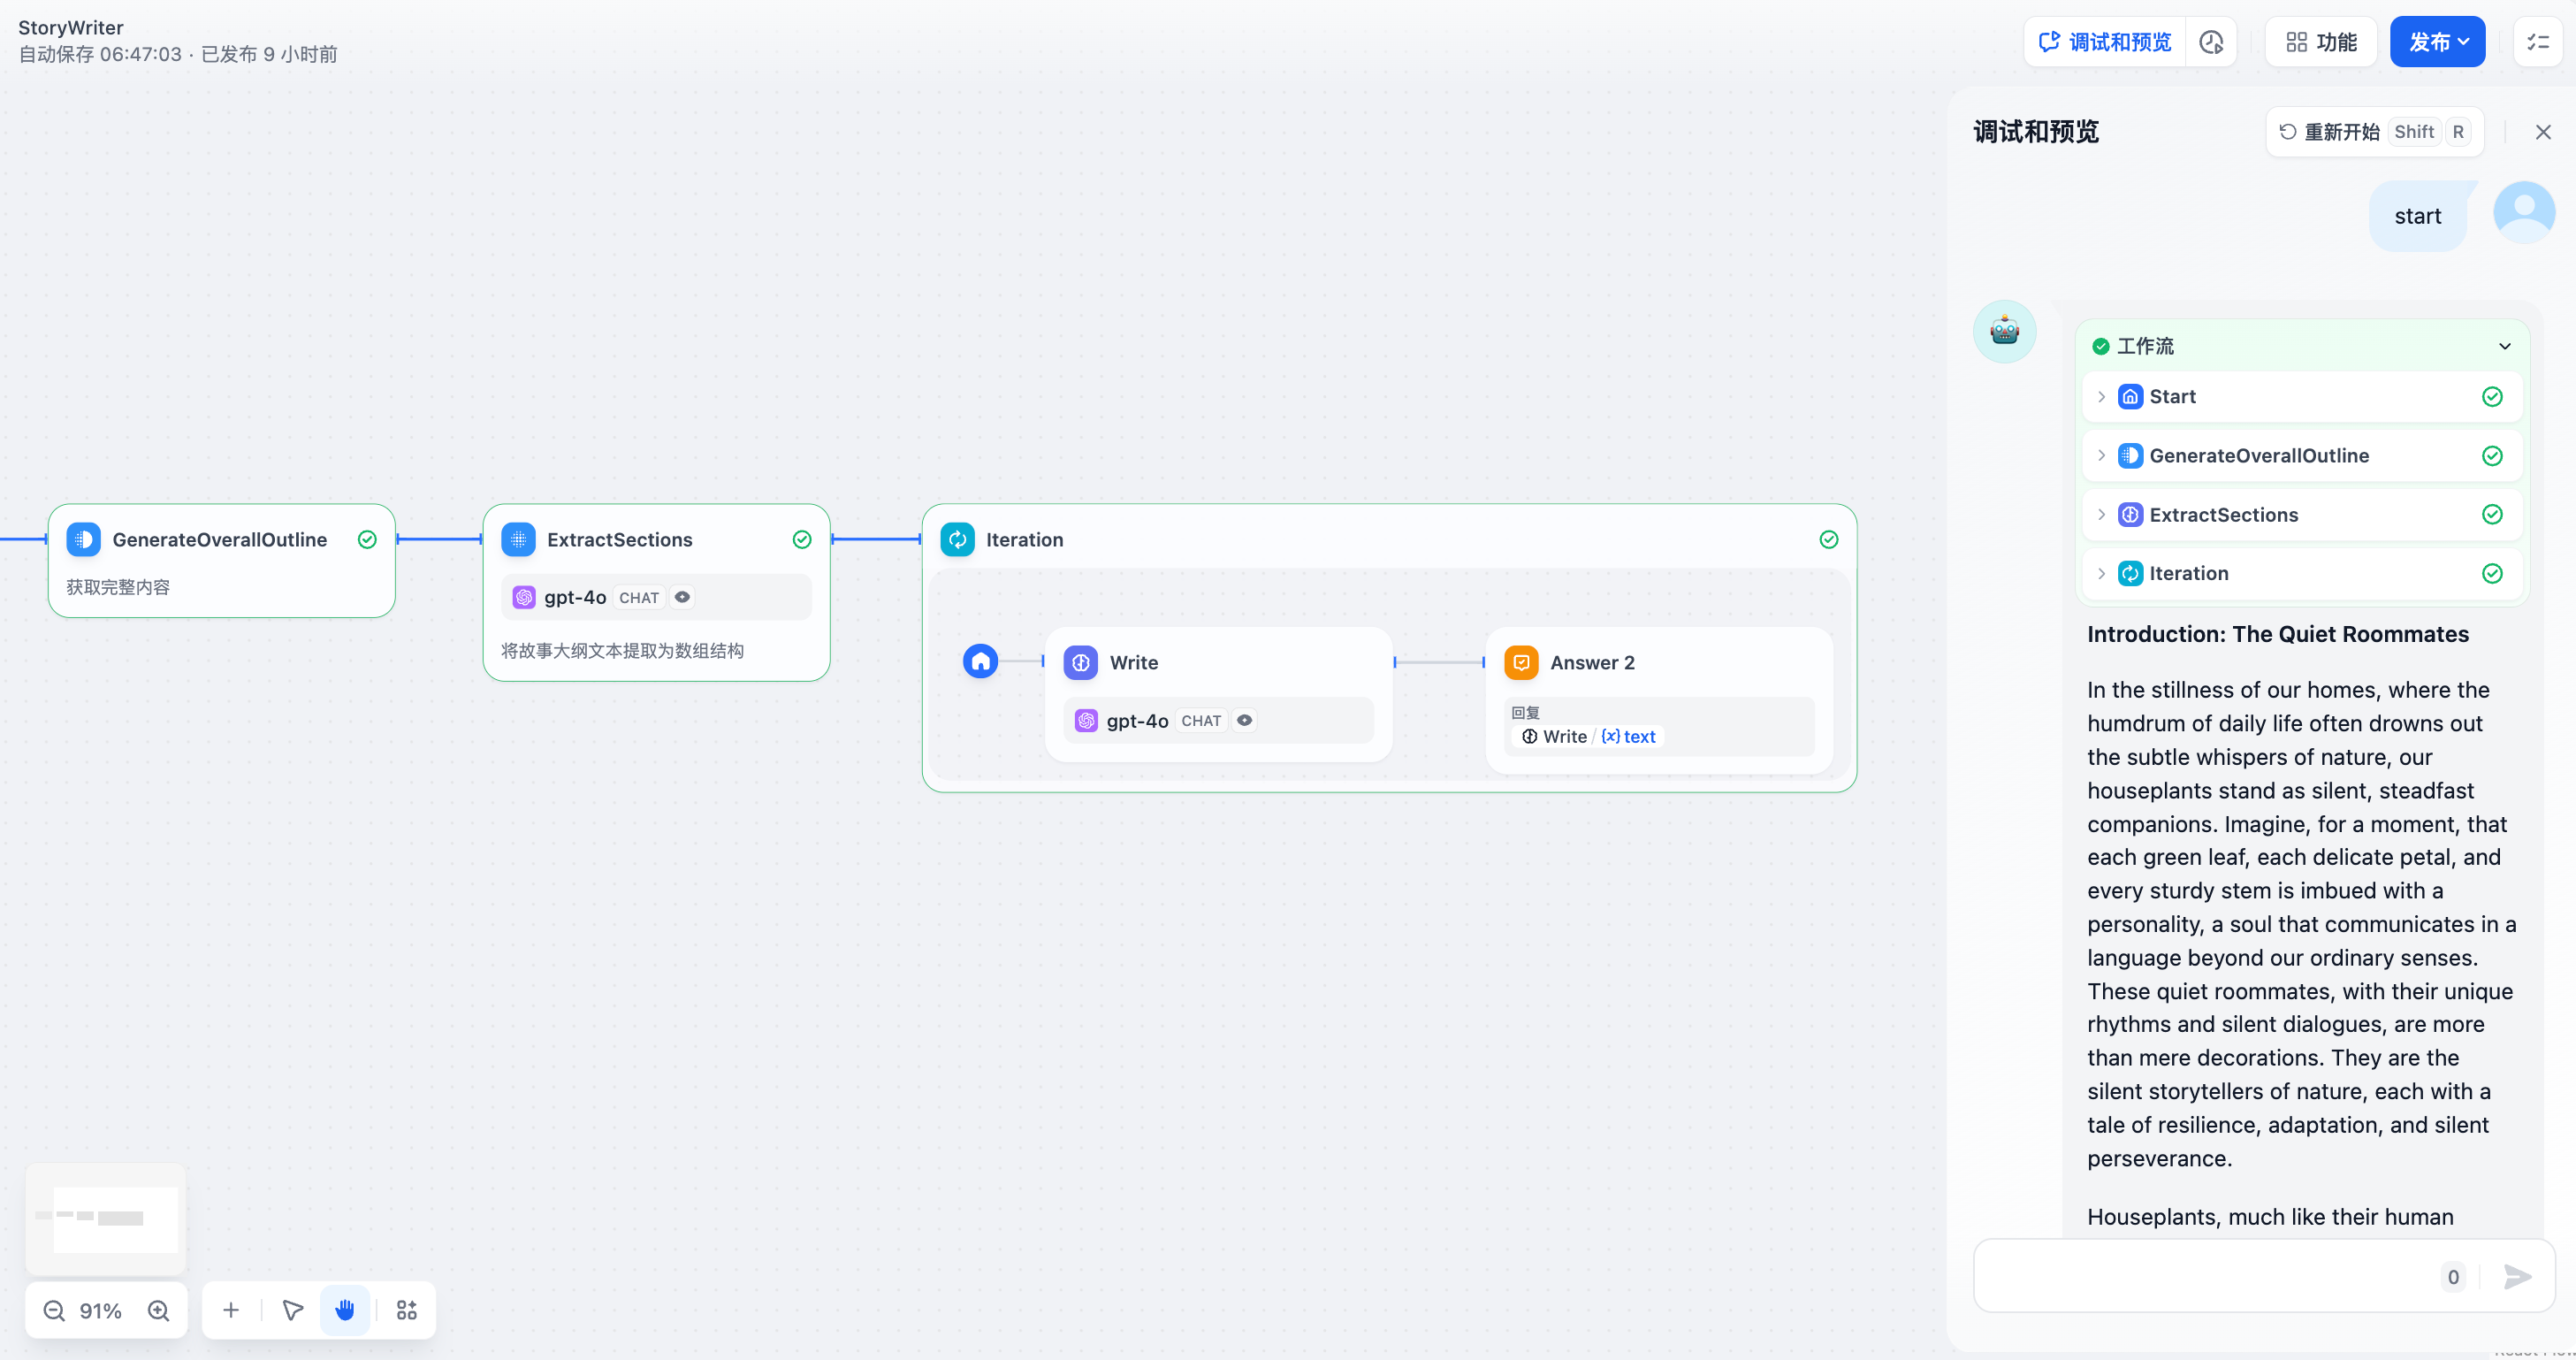 StoryWriter
自动保存 06:47:03 · 已发布 9 小时前
调试和预览
功能
发布
GenerateOverallOutline
获取完整内容
ExtractSections
gpt-4o CHAT
将故事大纲文本提取为数组结构
Iteration
Write
gpt-4o CHAT
Answer 2
回复
Write / {x} text
91%
调试和预览
重新开始 Shift R
start
工作流
Start
GenerateOverallOutline
ExtractSections
Iteration
Introduction: The Quiet Roommates
In the stillness of our homes, where the
humdrum of daily life often drowns out
the subtle whispers of nature, our
houseplants stand as silent, steadfast
companions. Imagine, for a moment, that
each green leaf, each delicate petal, and
every sturdy stem is imbued with a
personality, a soul that communicates in a
language beyond our ordinary senses.
These quiet roommates, with their unique
rhythms and silent dialogues, are more
than mere decorations. They are the
silent storytellers of nature, each with a
tale of resilience, adaptation, and silent
perseverance.
Houseplants, much like their human
0